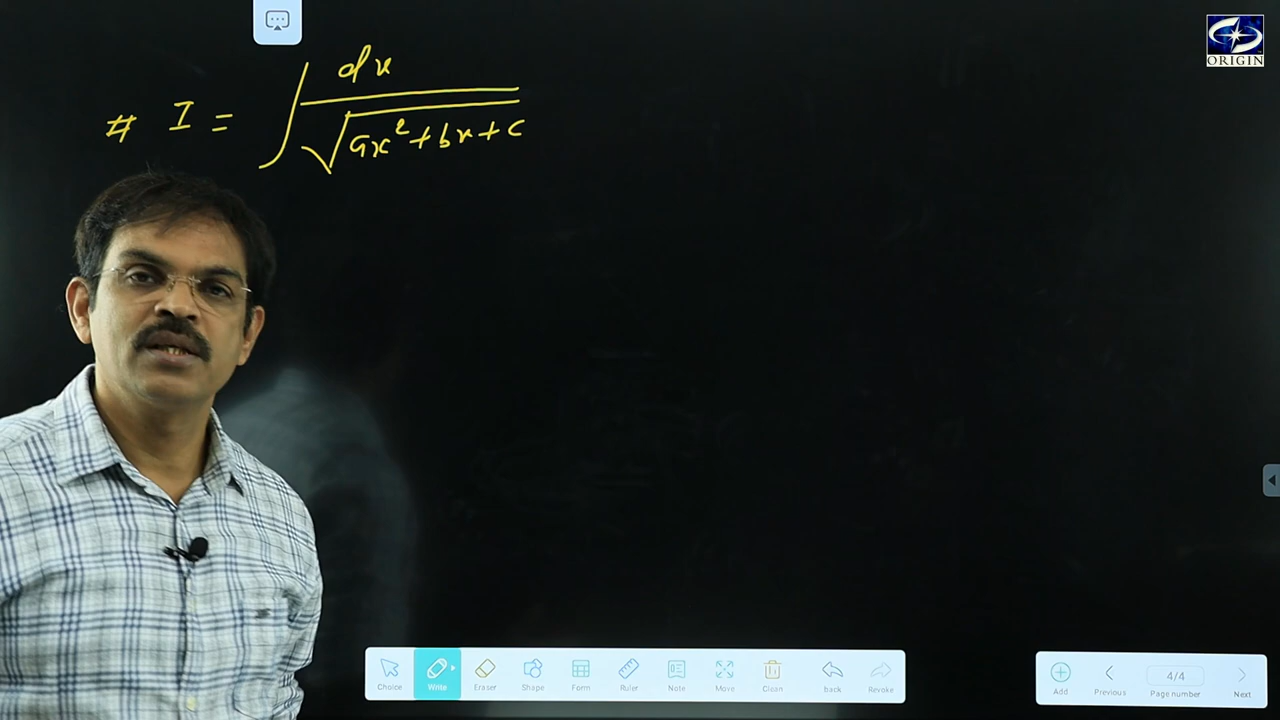 ORIGIN
# I = ∫ dx / √(ax² + bx + c)
Choice Write Eraser Shape Form Ruler Note Move Clean back Revoke
Add Previous 4/4 Page number Next